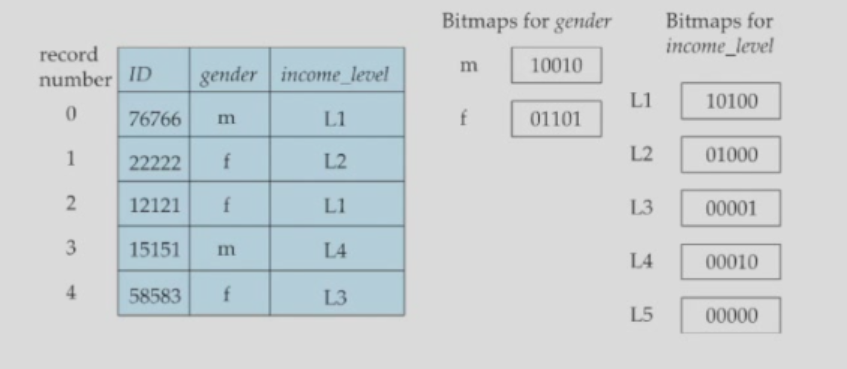 record
number ID gender income_level
0 76766 m L1
1 22222 f L2
2 12121 f L1
3 15151 m L4
4 58583 f L3
Bitmaps for gender
m 10010
f 01101
Bitmaps for
income_level
L1 10100
L2 01000
L3 00001
L4 00010
L5 00000